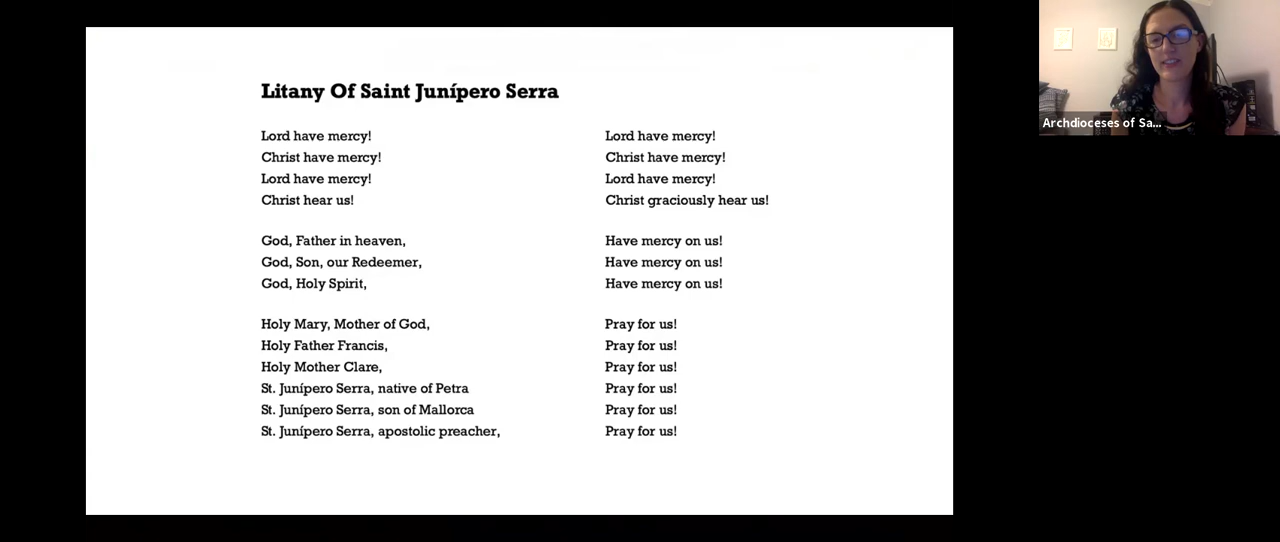 Litany Of Saint Junípero Serra
Lord have mercy! Lord have mercy!
Christ have mercy! Christ have mercy!
Lord have mercy! Lord have mercy!
Christ hear us! Christ graciously hear us!
God, Father in heaven, Have mercy on us!
God, Son, our Redeemer, Have mercy on us!
God, Holy Spirit, Have mercy on us!
Holy Mary, Mother of God, Pray for us!
Holy Father Francis, Pray for us!
Holy Mother Clare, Pray for us!
St. Junípero Serra, native of Petra Pray for us!
St. Junípero Serra, son of Mallorca Pray for us!
St. Junípero Serra, apostolic preacher, Pray for us!
Archdioceses of Sa...